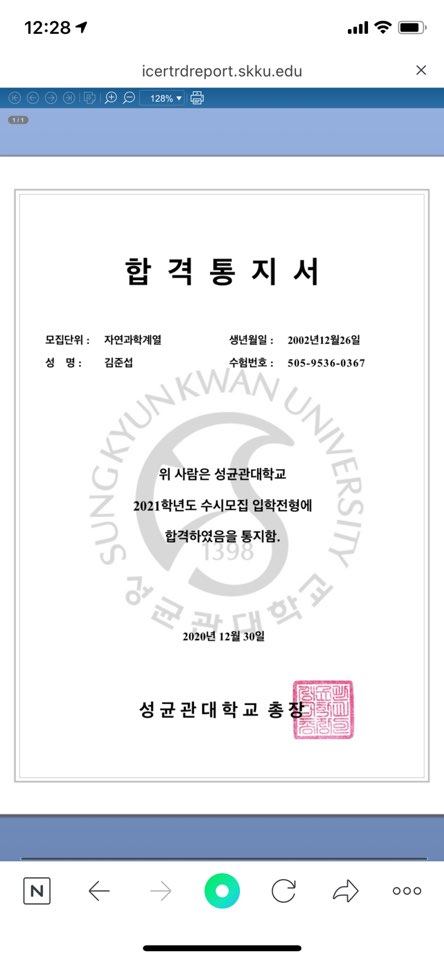 12:28
icertrdreport.skku.edu
128%
1 / 1
합 격 통 지 서
모집단위 : 자연과학계열 생년월일 : 2002년12월26일
성 명 : 김준섭 수험번호 : 505-9536-0367
SUNGKYUNKWAN UNIVERSITY
위 사람은 성균관대학교
2021학년도 수시모집 입학전형에
합격하였음을 통지함.
1398
성균관대학교
2020년 12월 30일
성균관대학교 총장
N